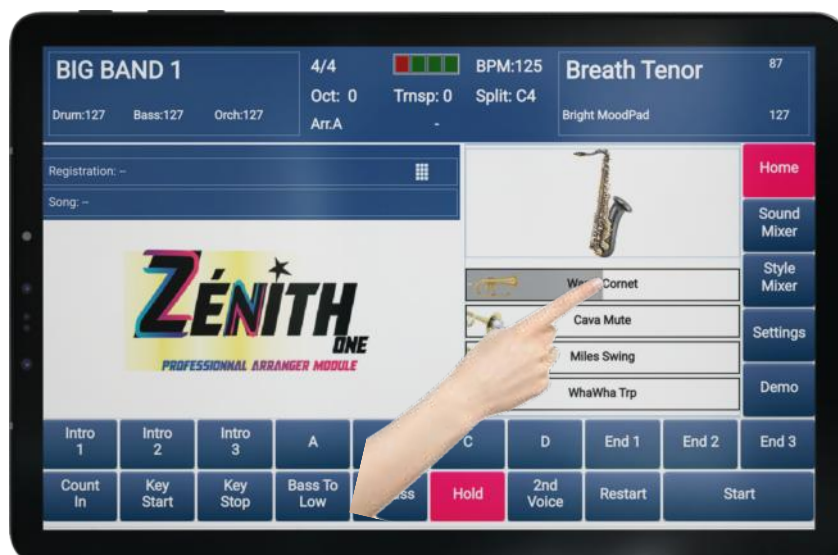 BIG BAND 1
Drum:127 Bass:127 Orch:127
4/4 BPM:125
Oct: 0 Trnsp: 0 Split: C4
Arr.A -
Breath Tenor 87
Bright MoodPad 127
Registration: --
Song: --
Home
Sound
Mixer
Style
Mixer
Settings
Demo
ZÉNITH
ONE
PROFESSIONNAL ARRANGER MODULE
Cornet
Cava Mute
Miles Swing
WhaWha Trp
Intro
1
Intro
2
Intro
3
A
C
D
End 1
End 2
End 3
Count
In
Key
Start
Key
Stop
Bass To
Low
Hold
2nd
Voice
Restart
Start